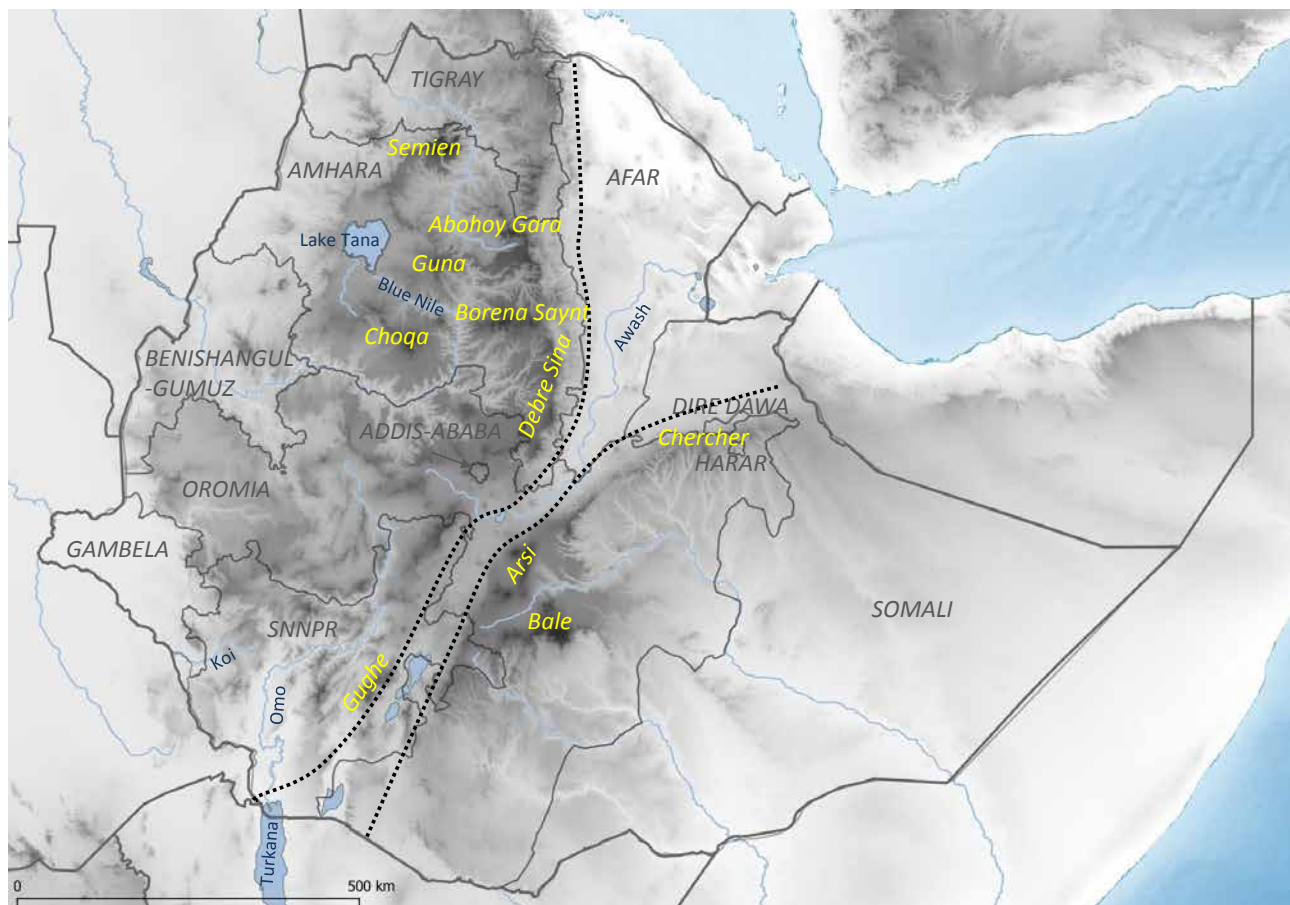 TIGRAY
Semien
AMHARA
AFAR
Abohoy Gara
Lake Tana
Guna
Blue Nile
Borena Saynt
Awash
Choqa
BENISHANGUL
-GUMUZ
Debre Sina
DIRE DAWA
ADDIS-ABABA
Chercher
HARAR
OROMIA
GAMBELA
Arsi
SOMALI
Bale
SNNPR
Koi
Gughe
Omo
Turkana
0
500 km